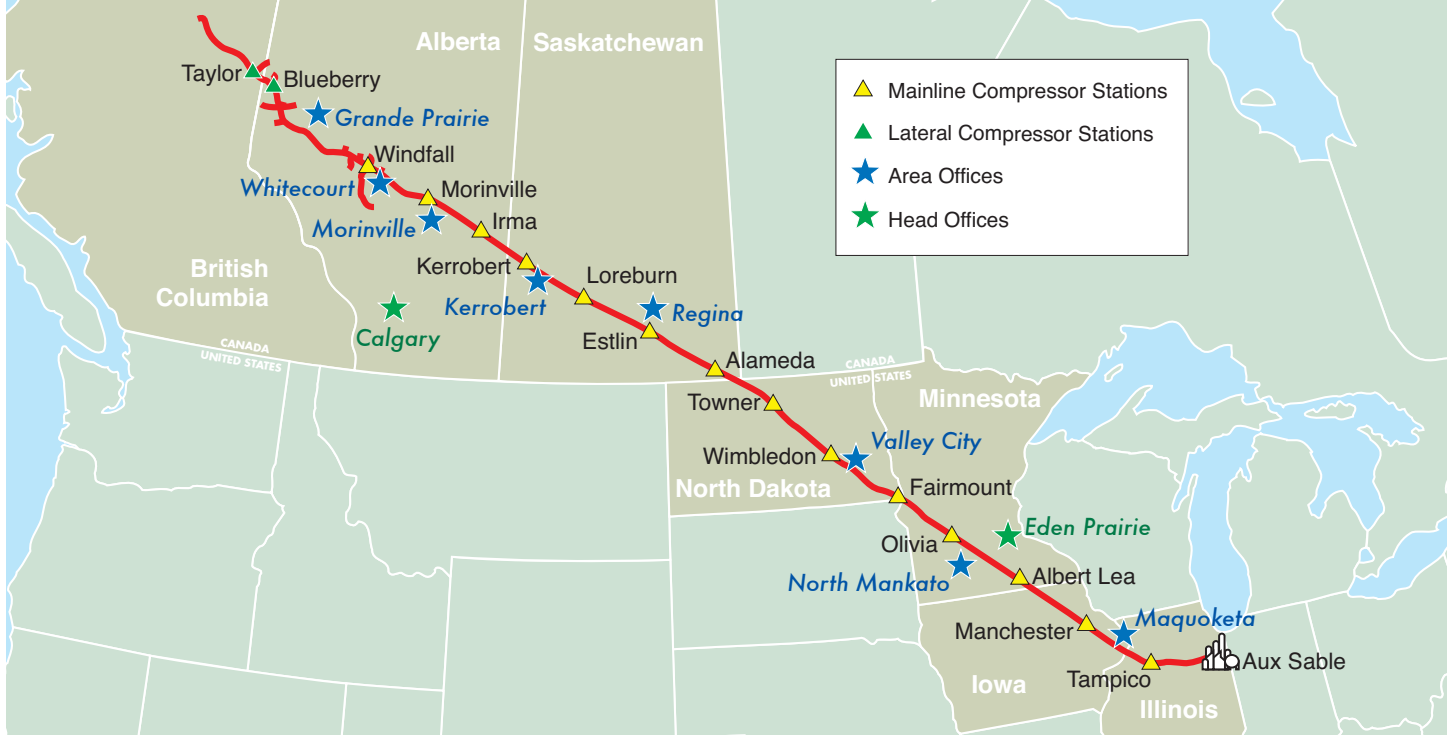 Alberta
Saskatchewan
Taylor
Blueberry
Grande Prairie
Windfall
Whitecourt
Morinville
Morinville
Irma
Kerrobert
Loreburn
British
Columbia
Kerrobert
Regina
Calgary
Estlin
CANADA
UNITED STATES
Alameda
CANADA
UNITED STATES
Towner
Minnesota
Valley City
Wimbledon
North Dakota
Fairmount
Eden Prairie
Olivia
North Mankato
Albert Lea
Manchester
Maquoketa
Aux Sable
Tampico
Iowa
Illinois
Mainline Compressor Stations
Lateral Compressor Stations
Area Offices
Head Offices